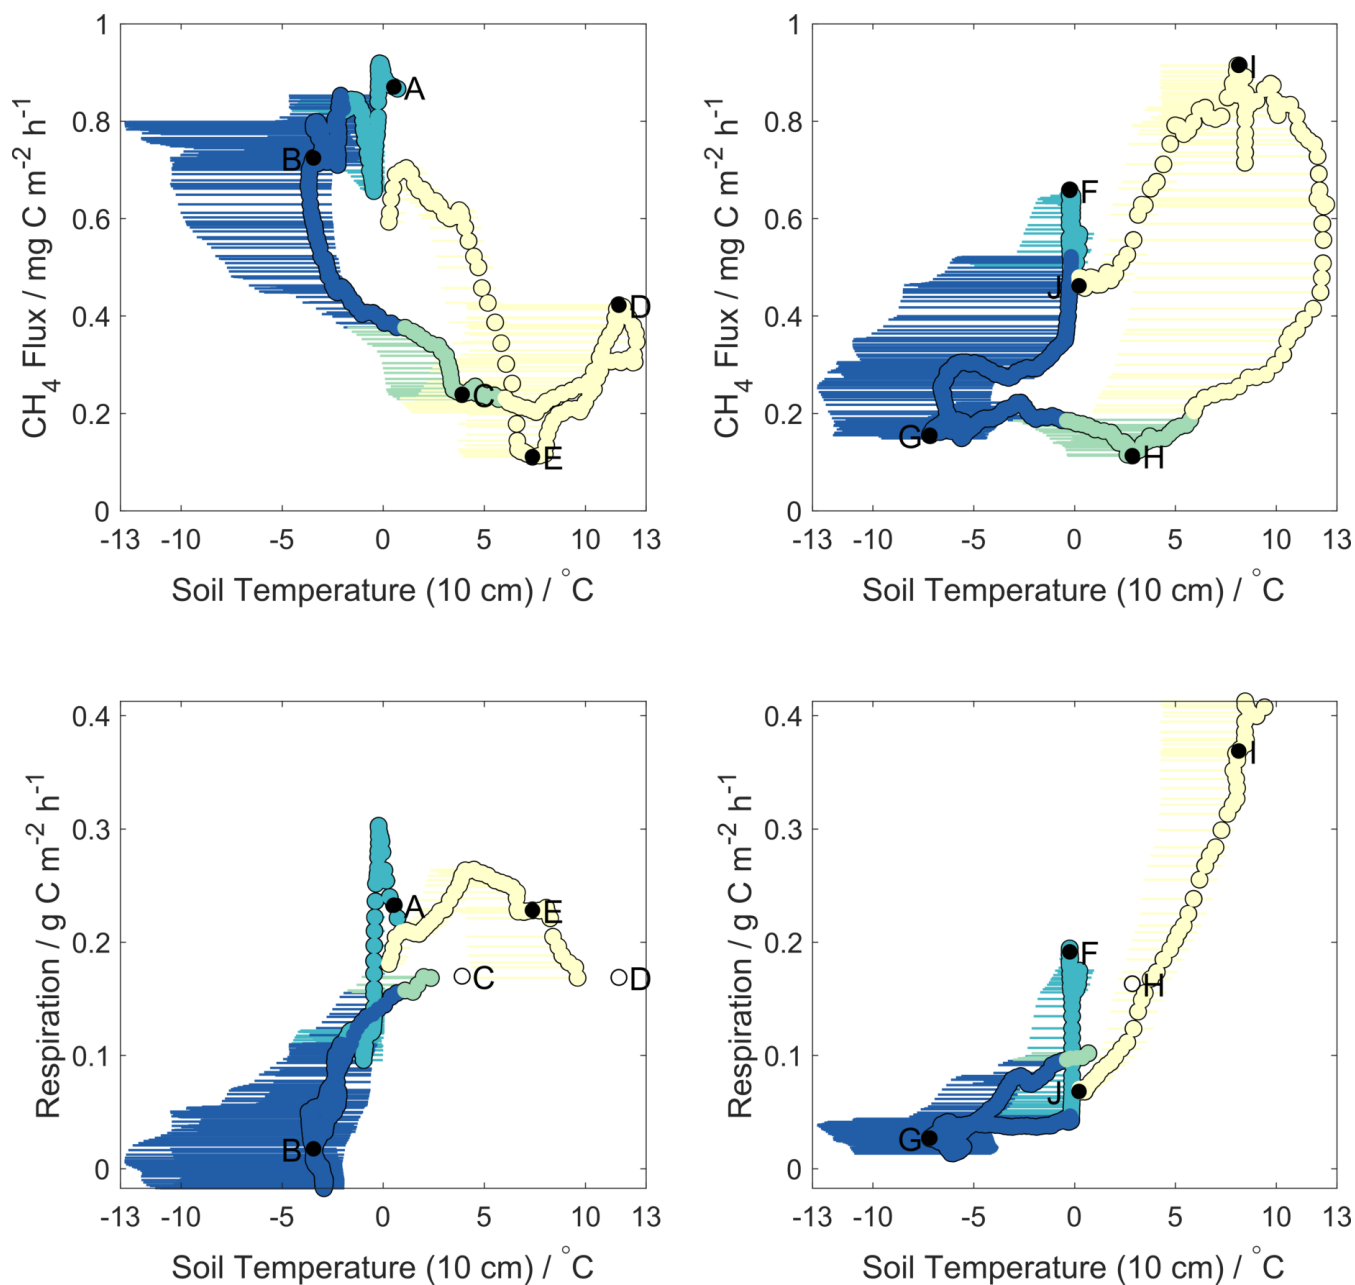 1
0.8
0.6
0.4
0.2
0
CH₄ Flux / mg C m⁻² h⁻¹
A
B
C
D
E
-13 -10 -5 0 5 10 13
Soil Temperature (10 cm) / °C
1
0.8
0.6
0.4
0.2
0
CH₄ Flux / mg C m⁻² h⁻¹
I
F
J
G
H
-13 -10 -5 0 5 10 13
Soil Temperature (10 cm) / °C
0.4
0.3
0.2
0.1
0
Respiration / g C m⁻² h⁻¹
A
E
C
D
B
-13 -10 -5 0 5 10 13
Soil Temperature (10 cm) / °C
0.4
0.3
0.2
0.1
0
Respiration / g C m⁻² h⁻¹
I
F
H
J
G
-13 -10 -5 0 5 10 13
Soil Temperature (10 cm) / °C